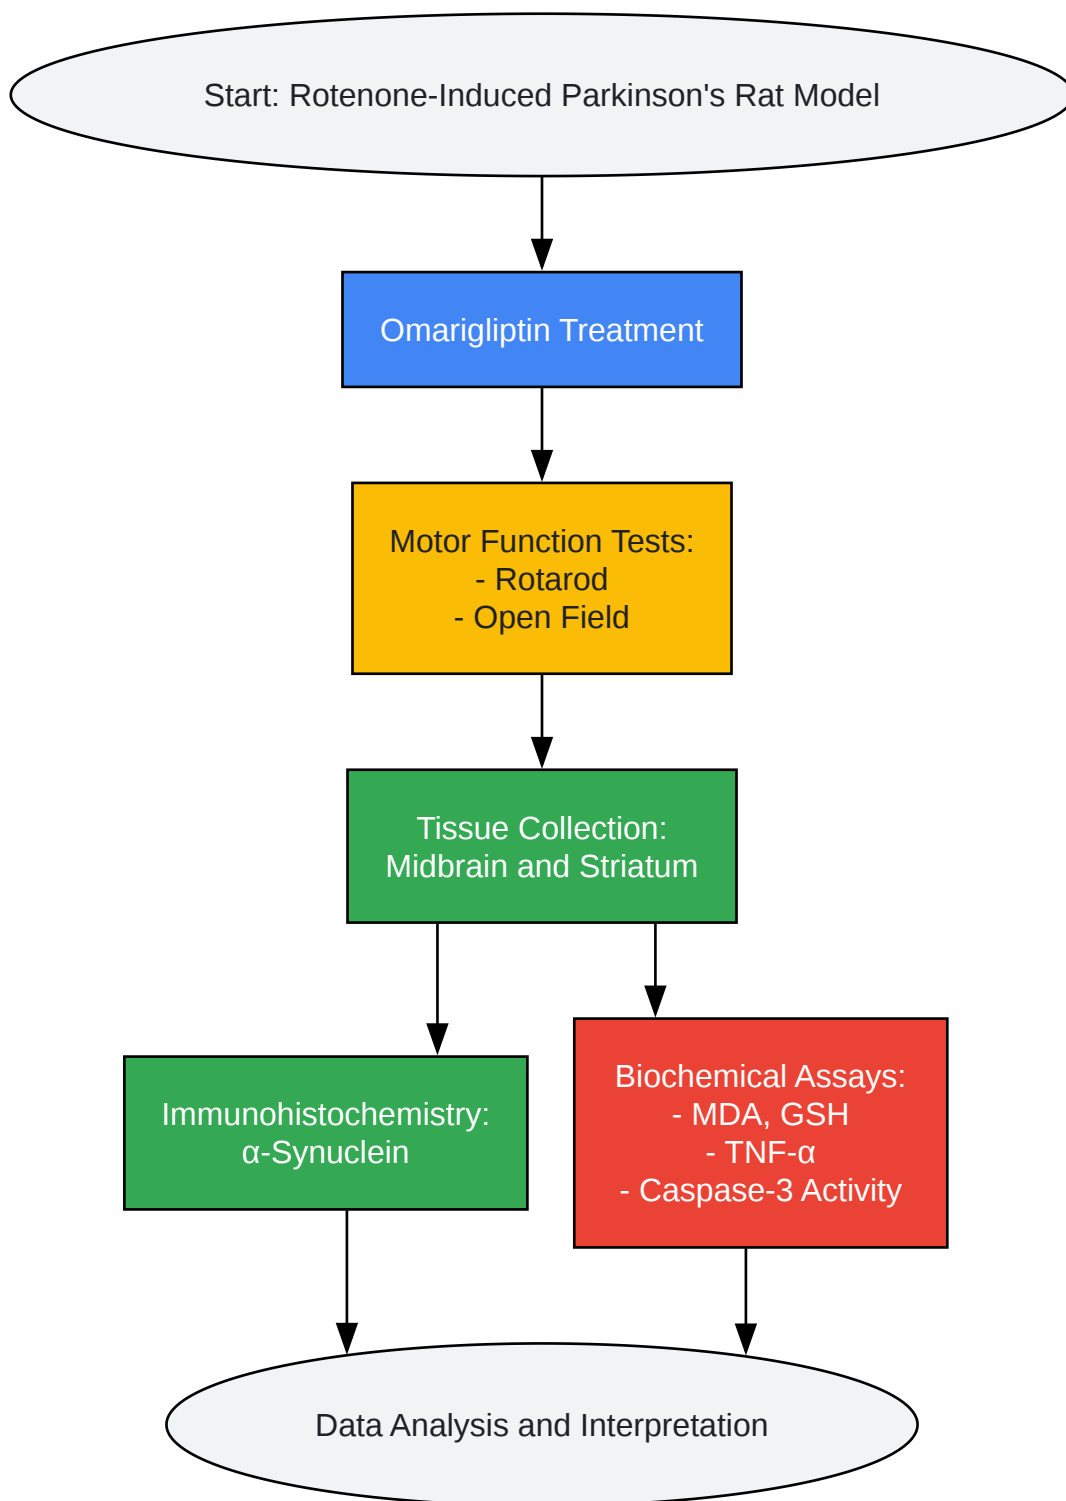 Start: Rotenone-Induced Parkinson's Rat Model
Omarigliptin Treatment
Motor Function Tests:
- Rotarod
- Open Field
Tissue Collection:
Midbrain and Striatum
Immunohistochemistry:
α-Synuclein
Biochemical Assays:
- MDA, GSH
- TNF-α
- Caspase-3 Activity
Data Analysis and Interpretation